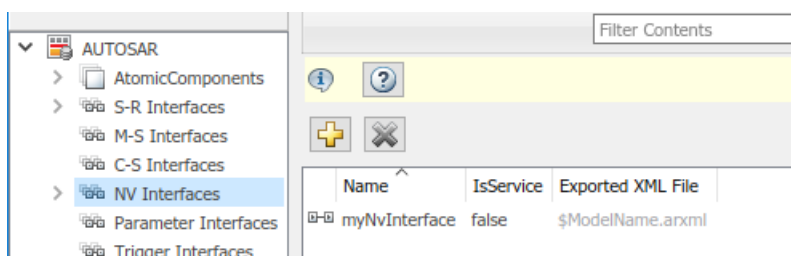 Filter Contents
AUTOSAR
AtomicComponents
S-R Interfaces
M-S Interfaces
C-S Interfaces
NV Interfaces
Parameter Interfaces
Trigger Interfaces
Name IsService Exported XML File
myNvInterface false $ModelName.arxml